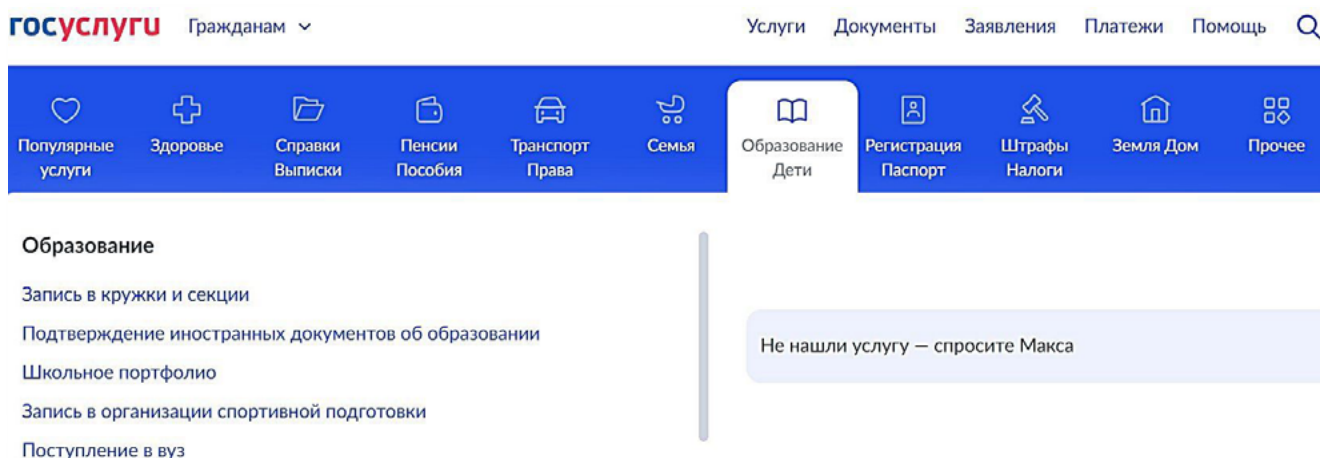 госуслуги Гражданам Услуги Документы Заявления Платежи Помощь
Популярные услуги
Здоровье
Справки Выписки
Пенсии Пособия
Транспорт Права
Семья
Образование Дети
Регистрация Паспорт
Штрафы Налоги
Земля Дом
Прочее
Образование
Запись в кружки и секции
Подтверждение иностранных документов об образовании
Школьное портфолио
Запись в организации спортивной подготовки
Поступление в вуз
Не нашли услугу — спросите Макса